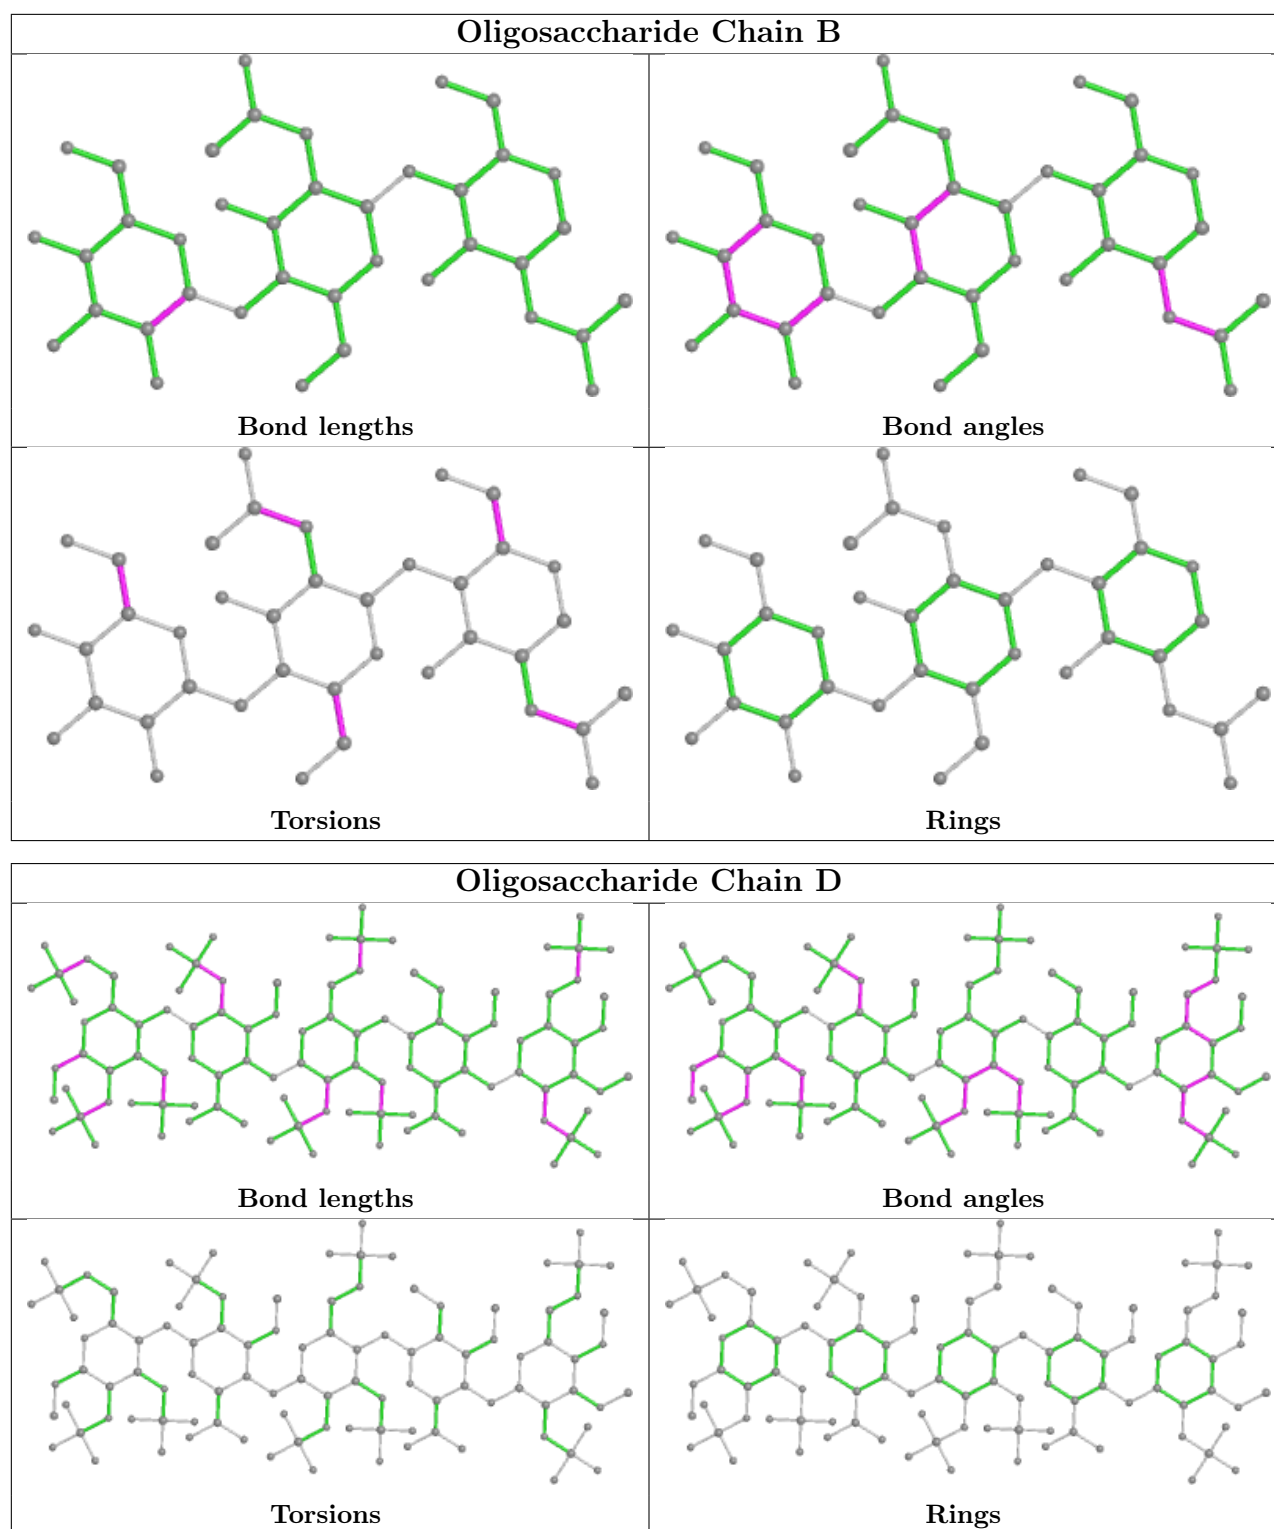 Oligosaccharide Chain B
Bond lengths
Bond angles
Torsions
Rings
Oligosaccharide Chain D
Bond lengths
Bond angles
Torsions
Rings